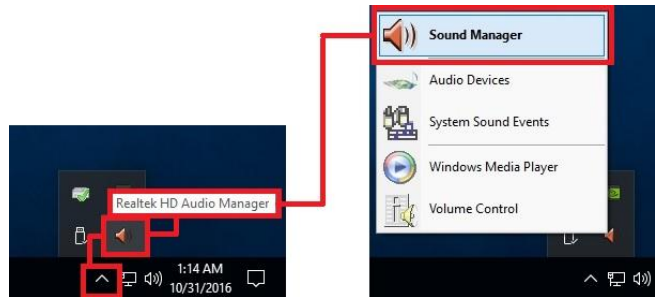 Realtek HD Audio Manager
1:14 AM
10/31/2016
Sound Manager
Audio Devices
System Sound Events
Windows Media Player
Volume Control